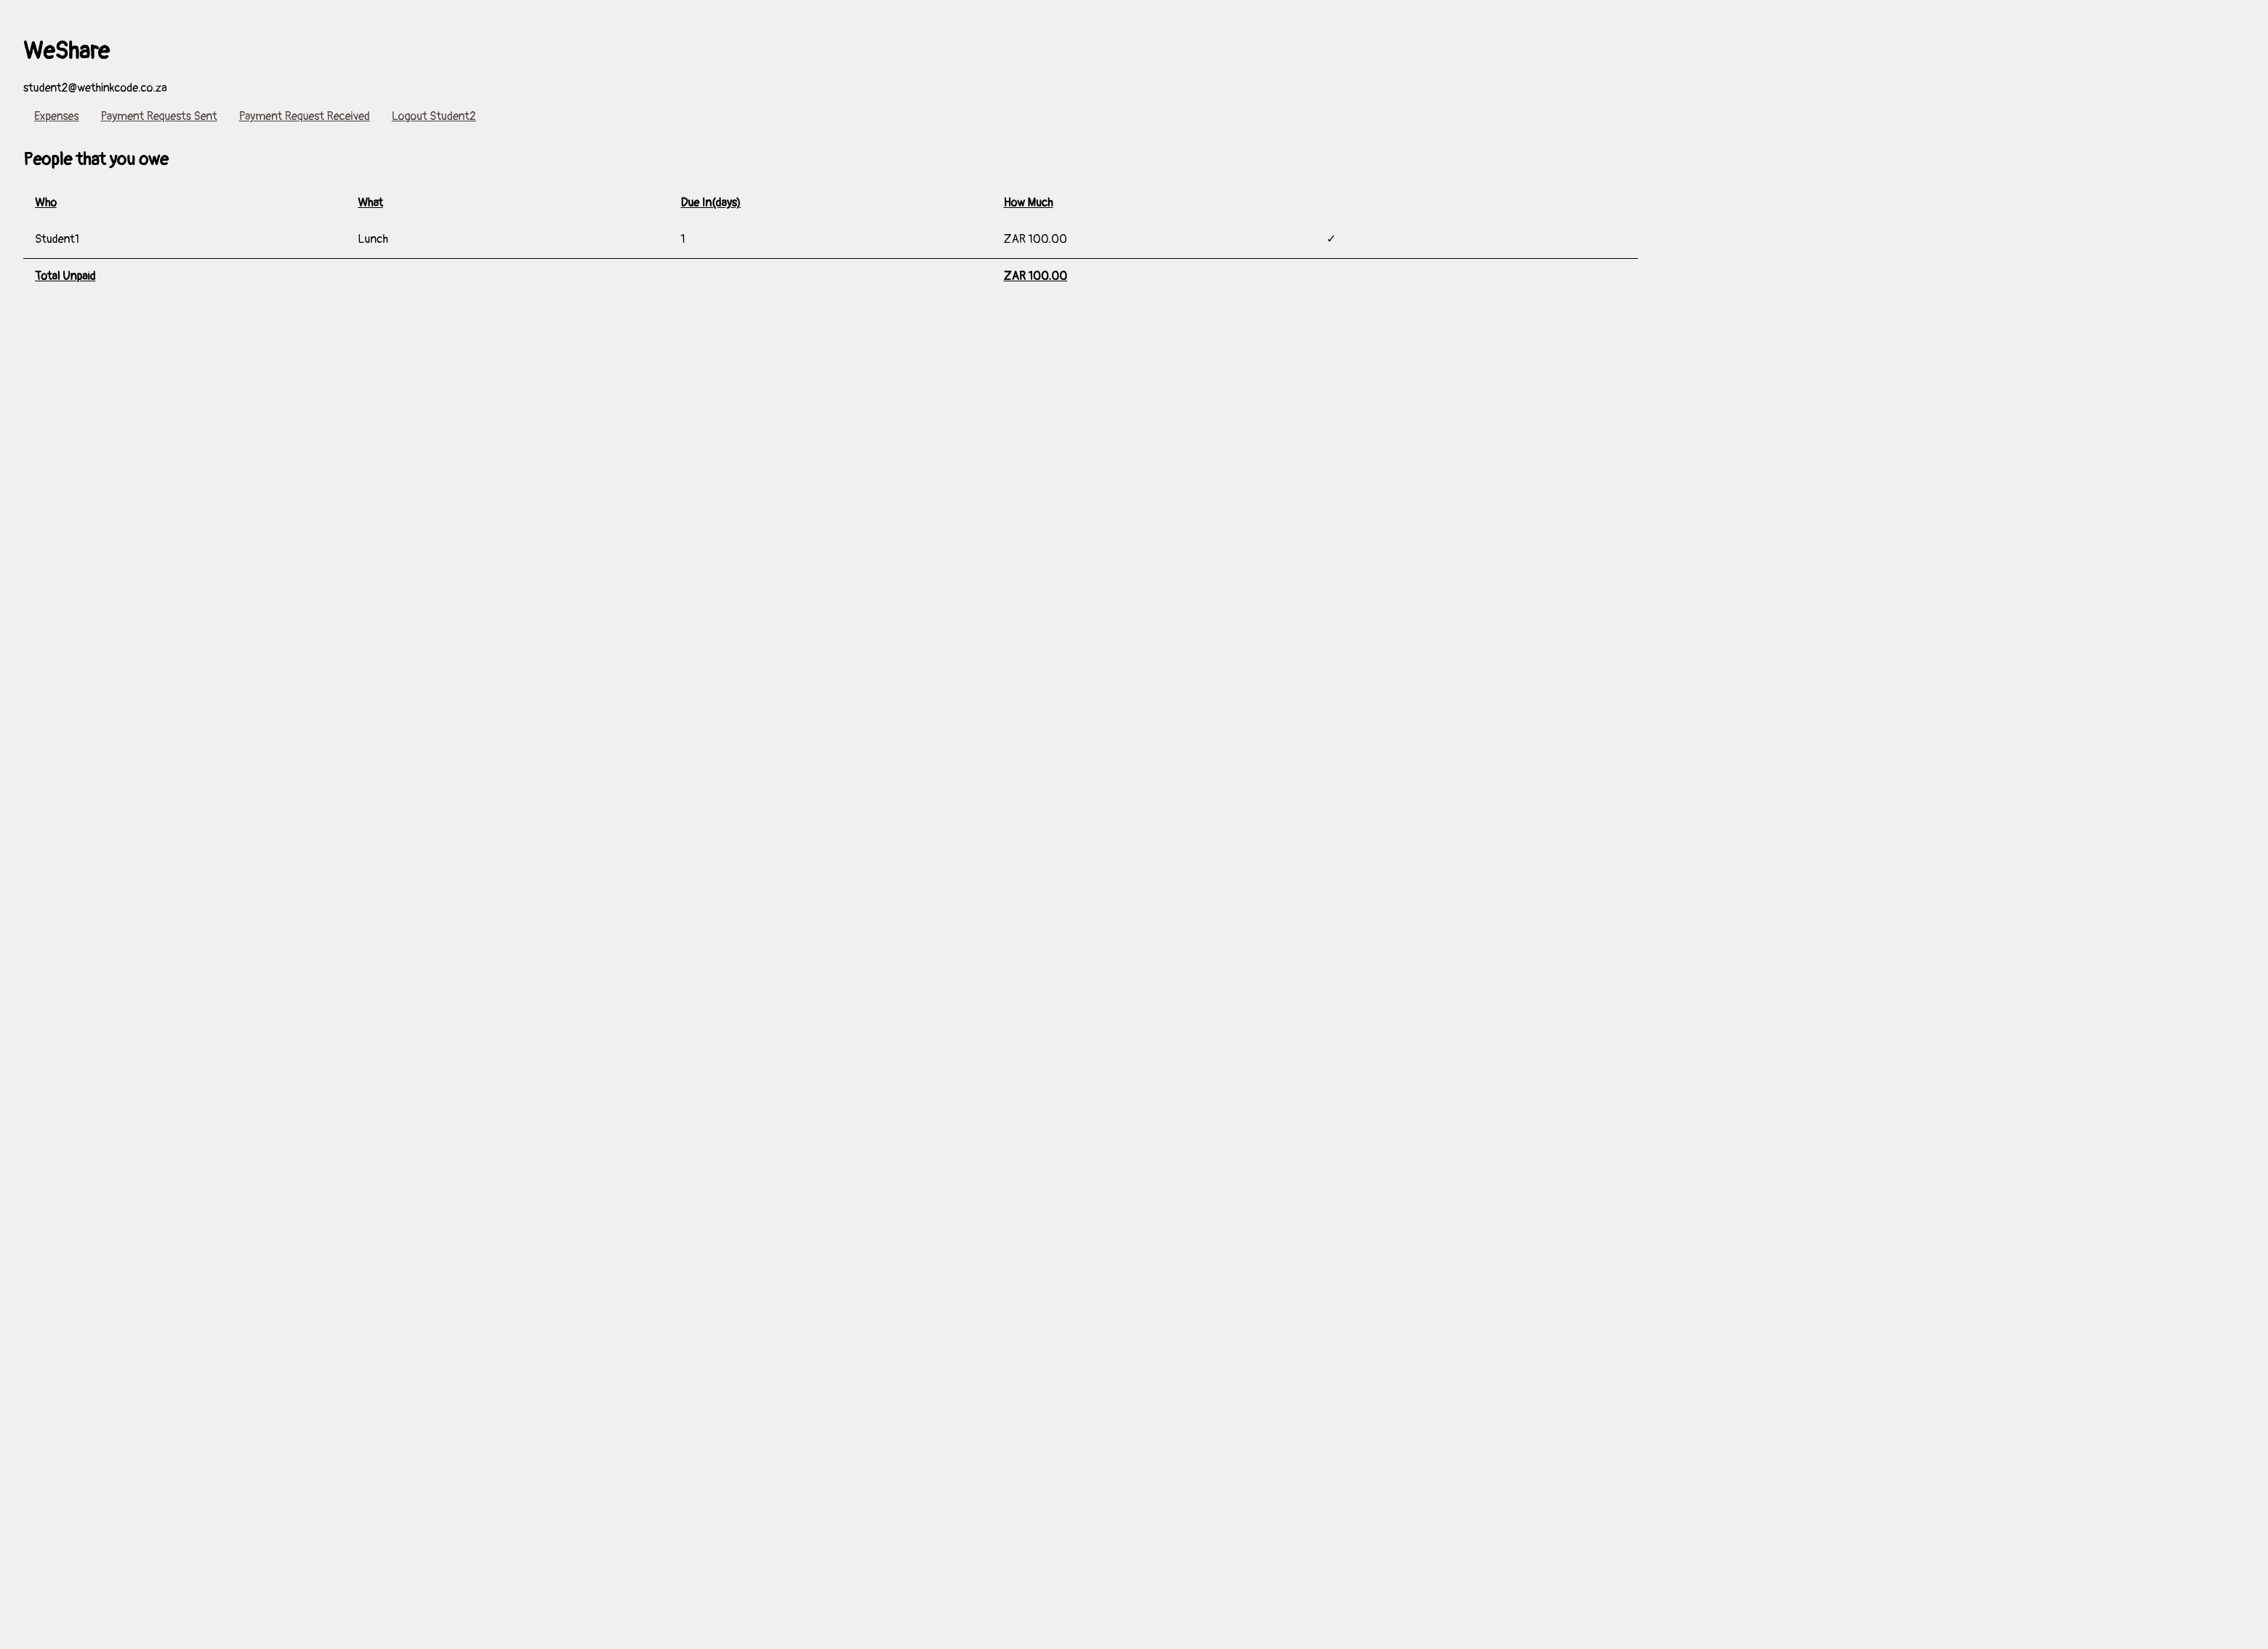 WeShare
student2@wethinkcode.co.za
Expenses Payment Requests Sent Payment Request Received Logout Student2
People that you owe
Who What Due In(days) How Much
Student1 Lunch 1 ZAR 100.00 ✓
Total Unpaid ZAR 100.00